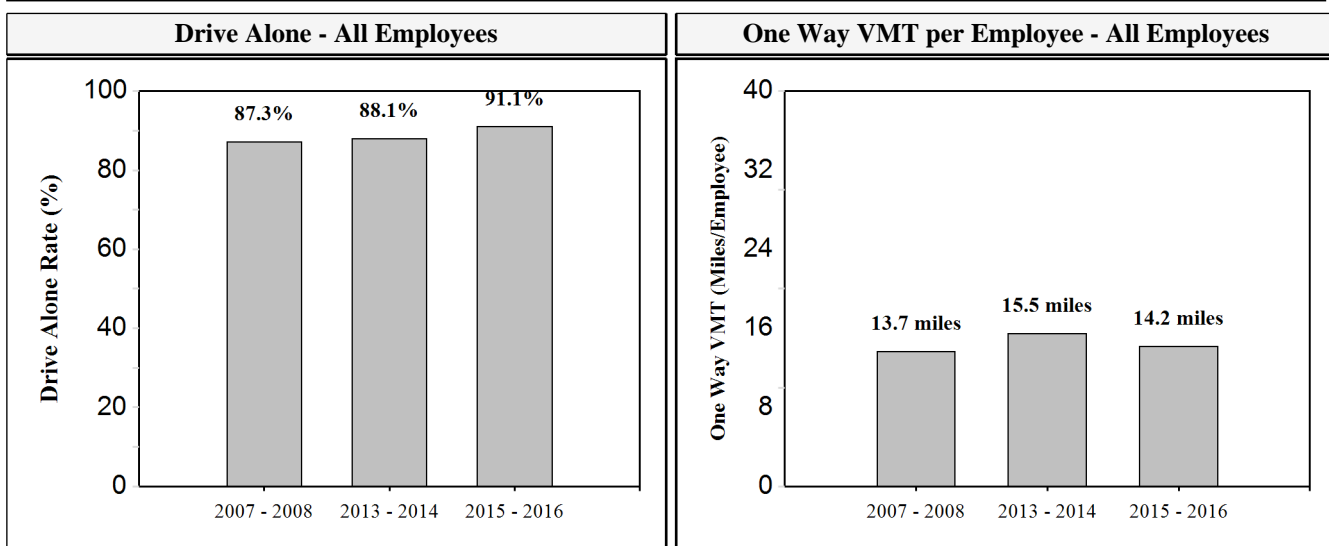 Drive Alone - All Employees
Drive Alone Rate (%)
100
80
60
40
20
0
87.3%
88.1%
91.1%
2007 - 2008
2013 - 2014
2015 - 2016
One Way VMT per Employee - All Employees
One Way VMT (Miles/Employee)
40
32
24
16
8
0
13.7 miles
15.5 miles
14.2 miles
2007 - 2008
2013 - 2014
2015 - 2016